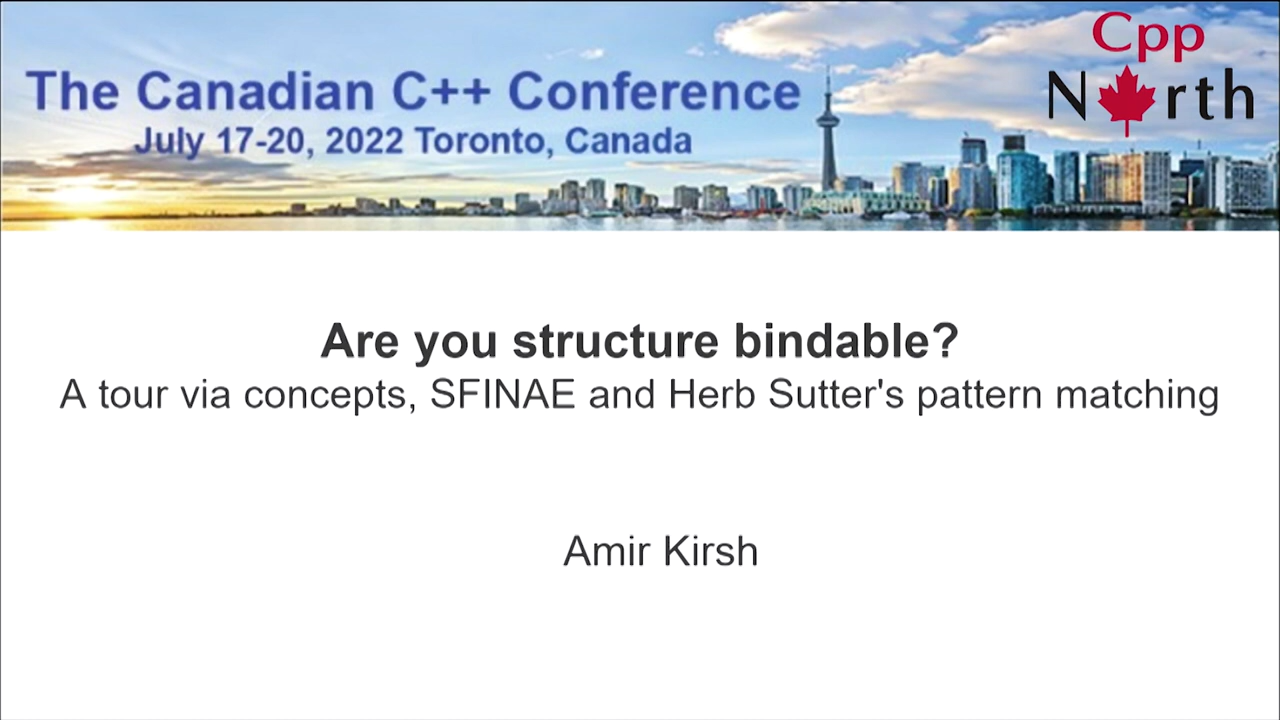 The Canadian C++ Conference
July 17-20, 2022 Toronto, Canada
Cpp
North
Are you structure bindable?
A tour via concepts, SFINAE and Herb Sutter's pattern matching
Amir Kirsh